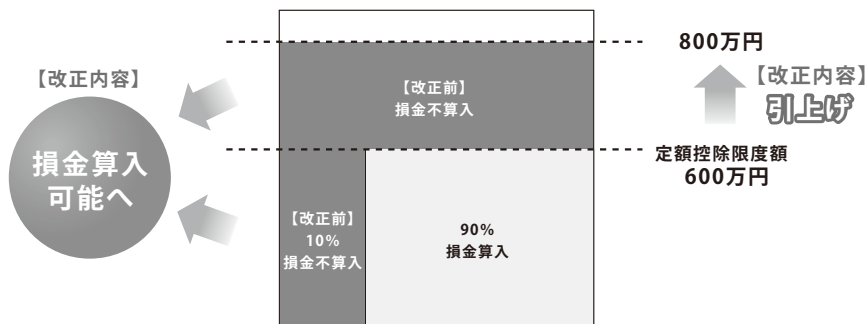 【改正内容】
損金算入
可能へ
【改正前】
損金不算入
【改正前】
10%
損金不算入
90%
損金算入
800万円
【改正内容】
引上げ
定額控除限度額
600万円